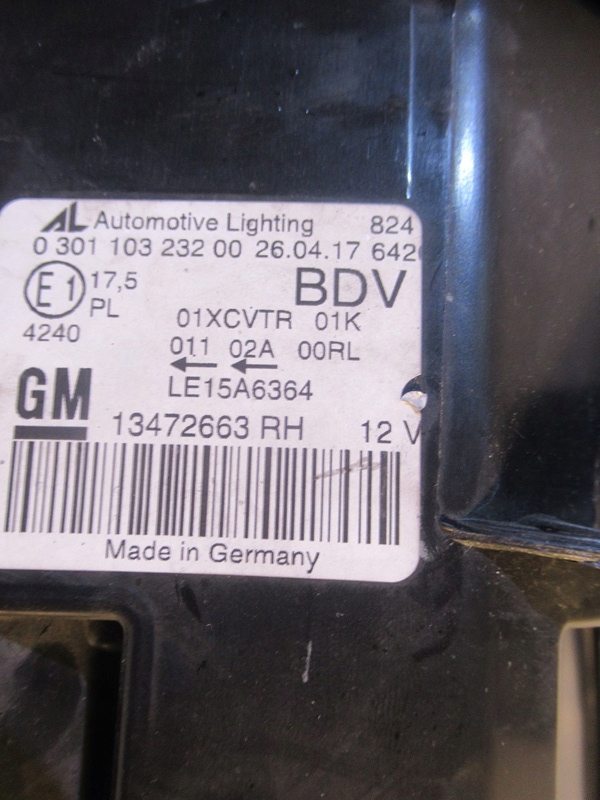 AL Automotive Lighting 824
0 301 103 232 00 26.04.17 642
E1 17,5 BDV
PL
4240 01XCVTR 01K
011 02A 00RL
LE15A6364
GM
13472663 RH 12 V
Made in Germany